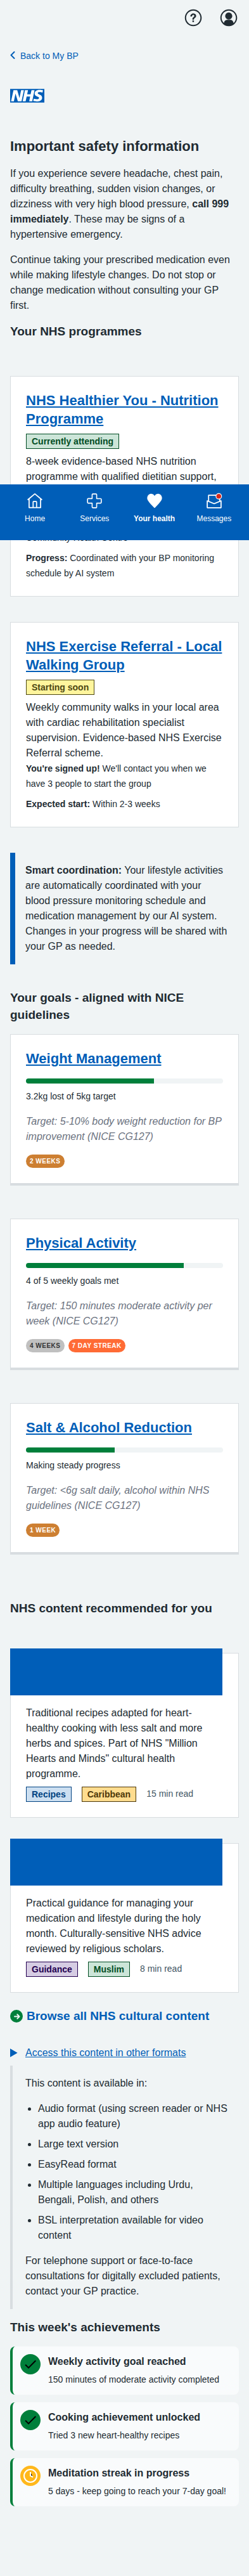 Back to My BP
NHS
Important safety information
If you experience severe headache, chest pain,
difficulty breathing, sudden vision changes, or
dizziness with very high blood pressure, call 999
immediately. These may be signs of a
hypertensive emergency.
Continue taking your prescribed medication even
while making lifestyle changes. Do not stop or
change medication without consulting your GP
first.
Your NHS programmes
NHS Healthier You - Nutrition
Programme
Currently attending
8-week evidence-based NHS nutrition
programme with qualified dietitian support,
Home
Services
Your health
Messages
Progress: Coordinated with your BP monitoring
schedule by AI system
NHS Exercise Referral - Local
Walking Group
Starting soon
Weekly community walks in your local area
with cardiac rehabilitation specialist
supervision. Evidence-based NHS Exercise
Referral scheme.
You're signed up! We'll contact you when we
have 3 people to start the group
Expected start: Within 2-3 weeks
Smart coordination: Your lifestyle activities
are automatically coordinated with your
blood pressure monitoring schedule and
medication management by our AI system.
Changes in your progress will be shared with
your GP as needed.
Your goals - aligned with NICE
guidelines
Weight Management
3.2kg lost of 5kg target
Target: 5-10% body weight reduction for BP
improvement (NICE CG127)
2 WEEKS
Physical Activity
4 of 5 weekly goals met
Target: 150 minutes moderate activity per
week (NICE CG127)
4 WEEKS 7 DAY STREAK
Salt & Alcohol Reduction
Making steady progress
Target: <6g salt daily, alcohol within NHS
guidelines (NICE CG127)
1 WEEK
NHS content recommended for you
Traditional recipes adapted for heart-
healthy cooking with less salt and more
herbs and spices. Part of NHS "Million
Hearts and Minds" cultural health
programme.
Recipes Caribbean 15 min read
Practical guidance for managing your
medication and lifestyle during the holy
month. Culturally-sensitive NHS advice
reviewed by religious scholars.
Guidance Muslim 8 min read
Browse all NHS cultural content
Access this content in other formats
This content is available in:
Audio format (using screen reader or NHS
app audio feature)
Large text version
EasyRead format
Multiple languages including Urdu,
Bengali, Polish, and others
BSL interpretation available for video
content
For telephone support or face-to-face
consultations for digitally excluded patients,
contact your GP practice.
This week's achievements
Weekly activity goal reached
150 minutes of moderate activity completed
Cooking achievement unlocked
Tried 3 new heart-healthy recipes
Meditation streak in progress
5 days - keep going to reach your 7-day goal!